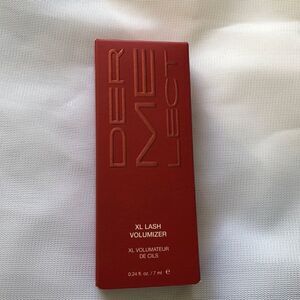 DER
ME
LECT
XL LASH
VOLUMIZER
XL VOLUMATEUR
DE CILS
0.24 fl. oz. / 7 ml ℮